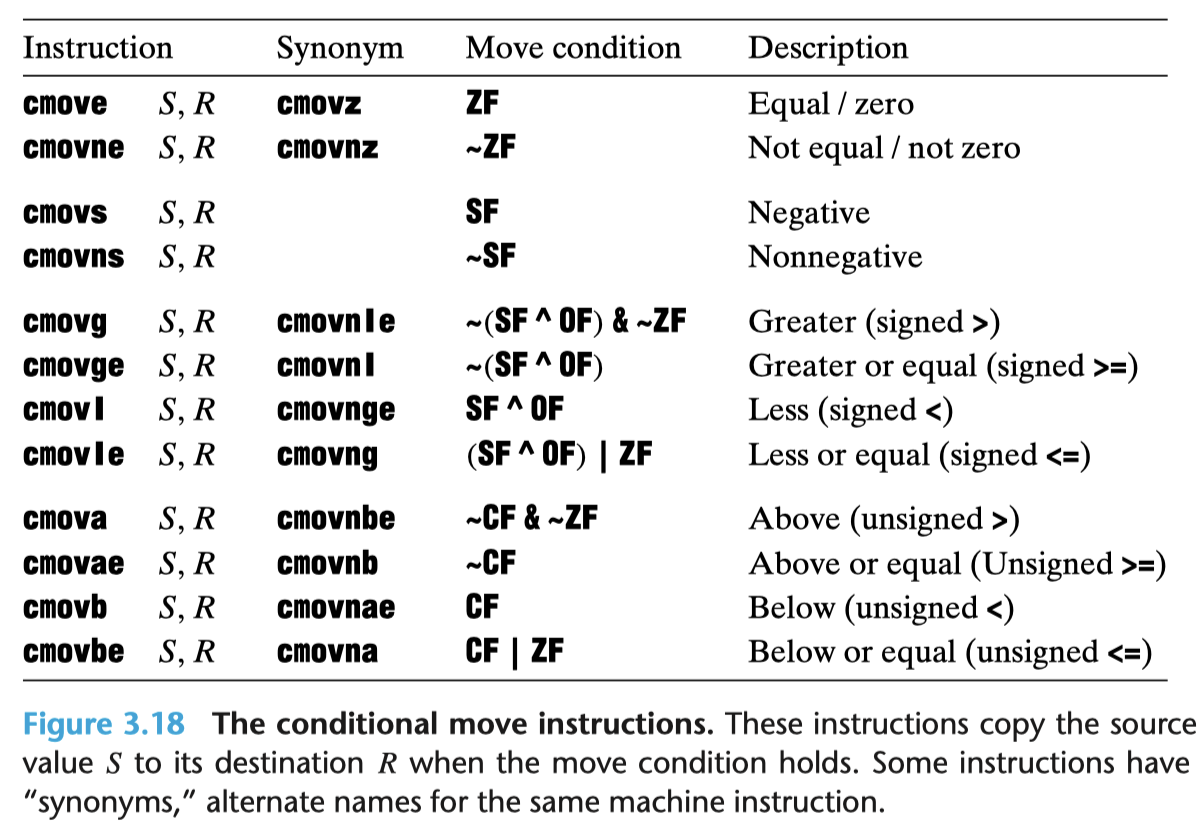 Instruction Synonym Move condition Description
cmove S, R cmovz ZF Equal / zero
cmovne S, R cmovnz ~ZF Not equal / not zero
cmovs S, R SF Negative
cmovns S, R ~SF Nonnegative
cmovg S, R cmovnle ~(SF ^ OF) & ~ZF Greater (signed >)
cmovge S, R cmovnl ~(SF ^ OF) Greater or equal (signed >=)
cmovl S, R cmovnge SF ^ OF Less (signed <)
cmovle S, R cmovng (SF ^ OF) | ZF Less or equal (signed <=)
cmova S, R cmovnbe ~CF & ~ZF Above (unsigned >)
cmovae S, R cmovnb ~CF Above or equal (Unsigned >=)
cmovb S, R cmovnae CF Below (unsigned <)
cmovbe S, R cmovna CF | ZF Below or equal (unsigned <=)
Figure 3.18 The conditional move instructions. These instructions copy the source
value S to its destination R when the move condition holds. Some instructions have
"synonyms," alternate names for the same machine instruction.